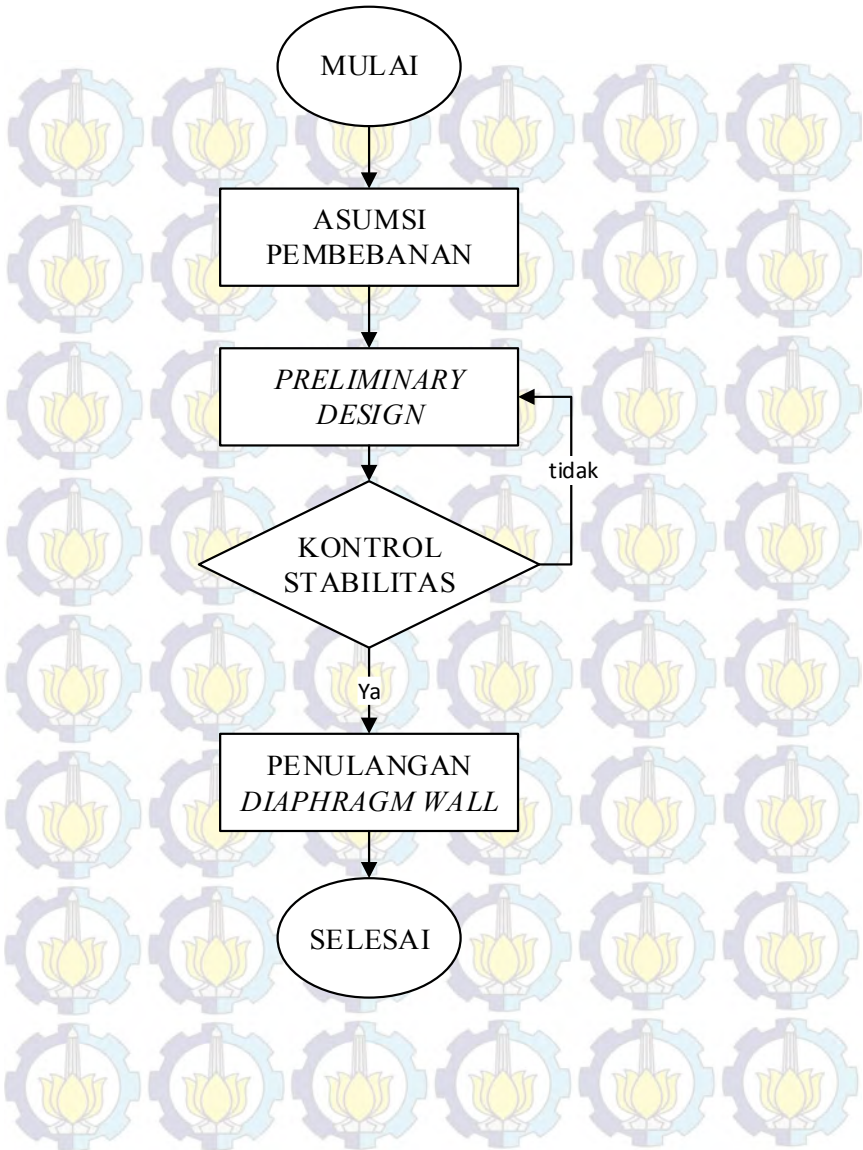 MULAI
ASUMSI
PEMBEBANAN
PRELIMINARY
DESIGN
tidak
KONTROL
STABILITAS
Ya
PENULANGAN
DIAPHRAGM WALL
SELESAI